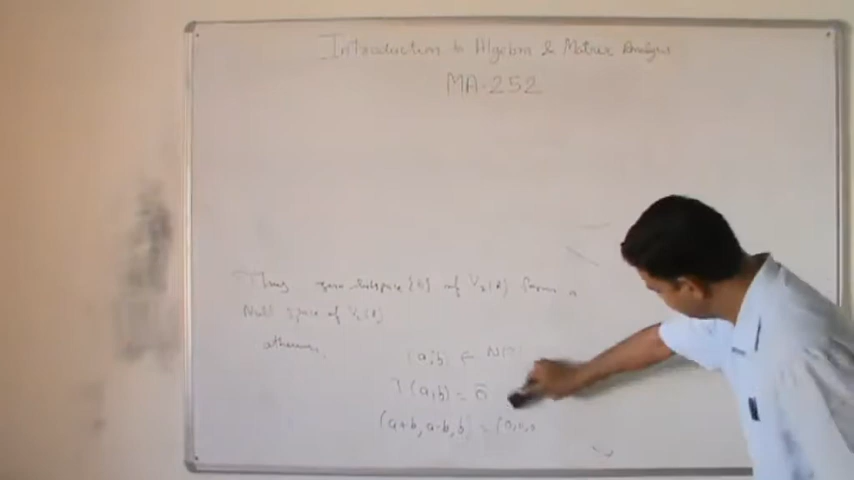 Introduction to Algebra & Matrix Analysis
MA-252
Thus zero subspace {0̄} of V₂(R) forms a
Null space of V₂(R)
(a,b) ∈ N(T)
T(a,b) = 0̄
(a+b, a-b, b) = (0,0,0